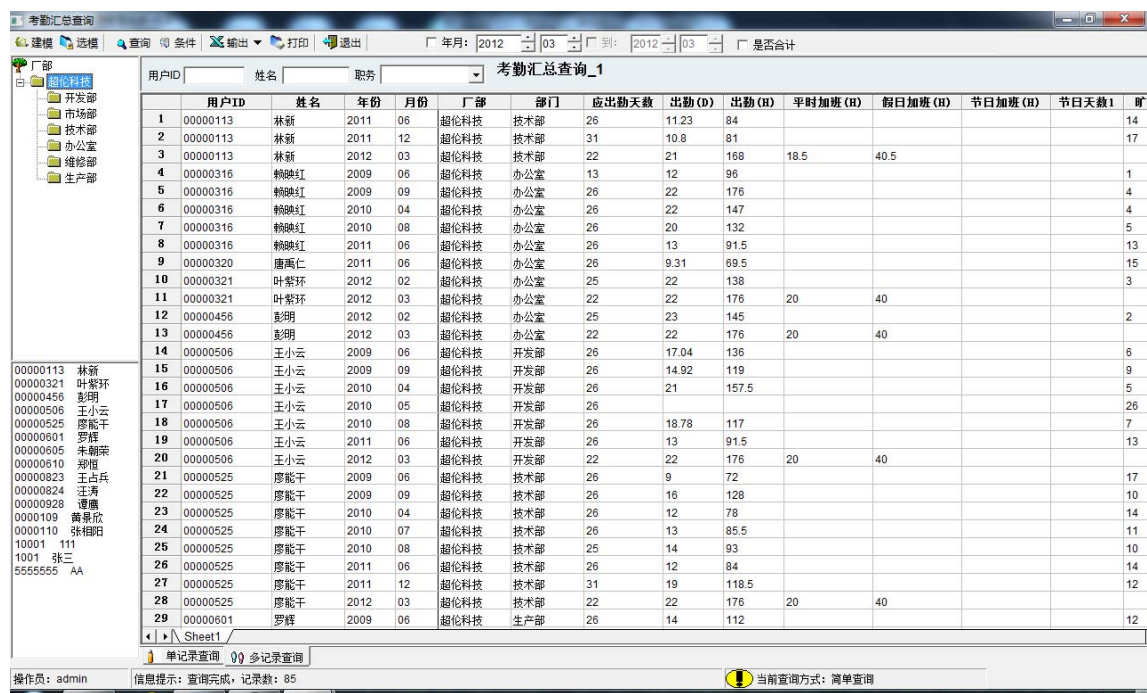 考勤汇总查询
建模 选模 查询 条件 输出 打印 退出 年月: 2012 03 到: 2012 03 是否合计
厂部
超伦科技
开发部
市场部
技术部
办公室
维修部
生产部
00000113 林新
00000321 叶紫环
00000456 彭明
00000506 王小云
00000525 廖能干
00000601 罗辉
00000605 朱朝荣
00000610 郑恒
00000823 王占兵
00000824 汪涛
00000928 谭鹰
0000109 黄景欣
0000110 张相阳
10001 111
1001 张三
5555555 AA
用户ID 姓名 职务 考勤汇总查询_1
用户ID 姓名 年份 月份 厂部 部门 应出勤天数 出勤(D) 出勤(H) 平时加班(H) 假日加班(H) 节日加班(H) 节日天数1 旷
1 00000113 林新 2011 06 超伦科技 技术部 26 11.23 84 14
2 00000113 林新 2011 12 超伦科技 技术部 31 10.8 81 17
3 00000113 林新 2012 03 超伦科技 技术部 22 21 168 18.5 40.5
4 00000316 赖映红 2009 06 超伦科技 办公室 13 12 96 1
5 00000316 赖映红 2009 09 超伦科技 办公室 26 22 176 4
6 00000316 赖映红 2010 04 超伦科技 办公室 26 22 147 4
7 00000316 赖映红 2010 08 超伦科技 办公室 26 20 132 5
8 00000316 赖映红 2011 06 超伦科技 办公室 26 13 91.5 13
9 00000320 唐禹仁 2011 06 超伦科技 办公室 26 9.31 69.5 15
10 00000321 叶紫环 2012 02 超伦科技 办公室 25 22 138 3
11 00000321 叶紫环 2012 03 超伦科技 办公室 22 22 176 20 40
12 00000456 彭明 2012 02 超伦科技 办公室 25 23 145 2
13 00000456 彭明 2012 03 超伦科技 办公室 22 22 176 20 40
14 00000506 王小云 2009 06 超伦科技 开发部 26 17.04 136 6
15 00000506 王小云 2009 09 超伦科技 开发部 26 14.92 119 9
16 00000506 王小云 2010 04 超伦科技 开发部 26 21 157.5 5
17 00000506 王小云 2010 05 超伦科技 开发部 26 26
18 00000506 王小云 2010 08 超伦科技 开发部 26 18.78 117 7
19 00000506 王小云 2011 06 超伦科技 开发部 26 13 91.5 13
20 00000506 王小云 2012 03 超伦科技 开发部 22 22 176 20 40
21 00000525 廖能干 2009 06 超伦科技 技术部 26 9 72 17
22 00000525 廖能干 2009 09 超伦科技 技术部 26 16 128 10
23 00000525 廖能干 2010 04 超伦科技 技术部 26 12 78 14
24 00000525 廖能干 2010 07 超伦科技 技术部 26 13 85.5 11
25 00000525 廖能干 2010 08 超伦科技 技术部 25 14 93 10
26 00000525 廖能干 2011 06 超伦科技 技术部 26 12 84 14
27 00000525 廖能干 2011 12 超伦科技 技术部 31 19 118.5 12
28 00000525 廖能干 2012 03 超伦科技 技术部 22 22 176 20 40
29 00000601 罗辉 2009 06 超伦科技 生产部 26 14 112 12
Sheet1
单记录查询 多记录查询
操作员: admin 信息提示: 查询完成, 记录数: 85 当前查询方式: 简单查询